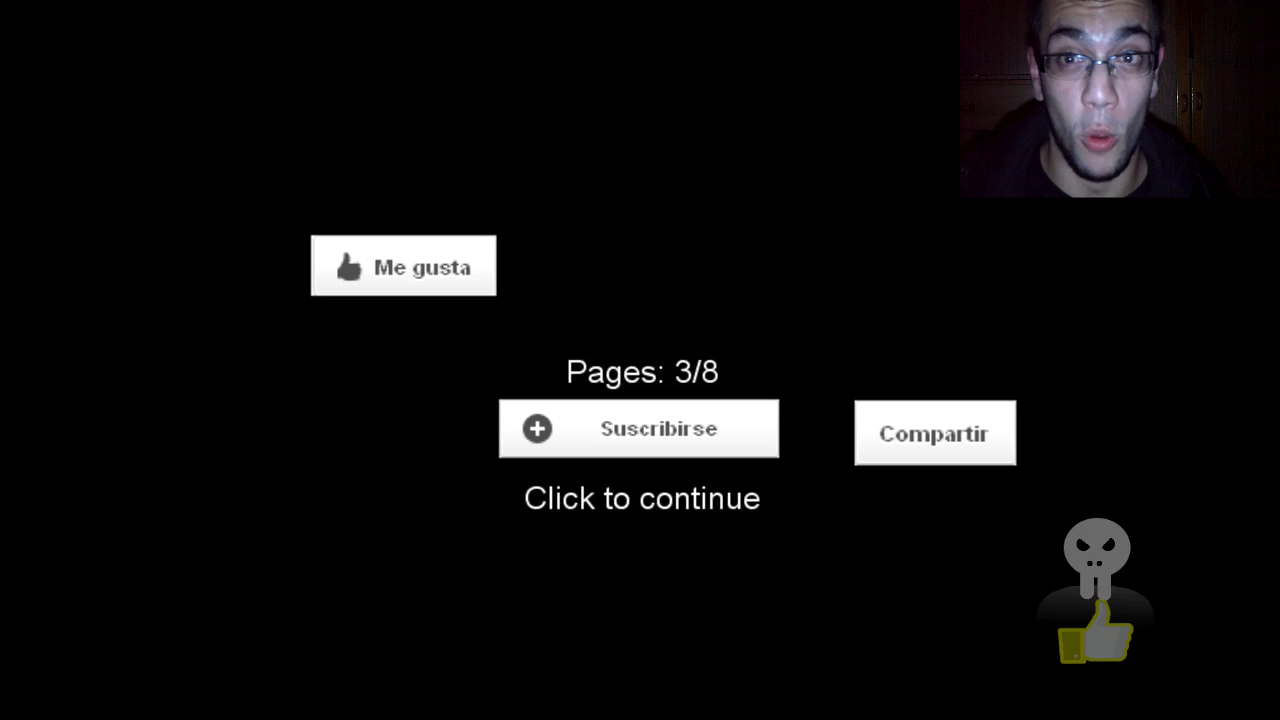 Me gusta
Pages: 3/8
Suscribirse
Compartir
Click to continue